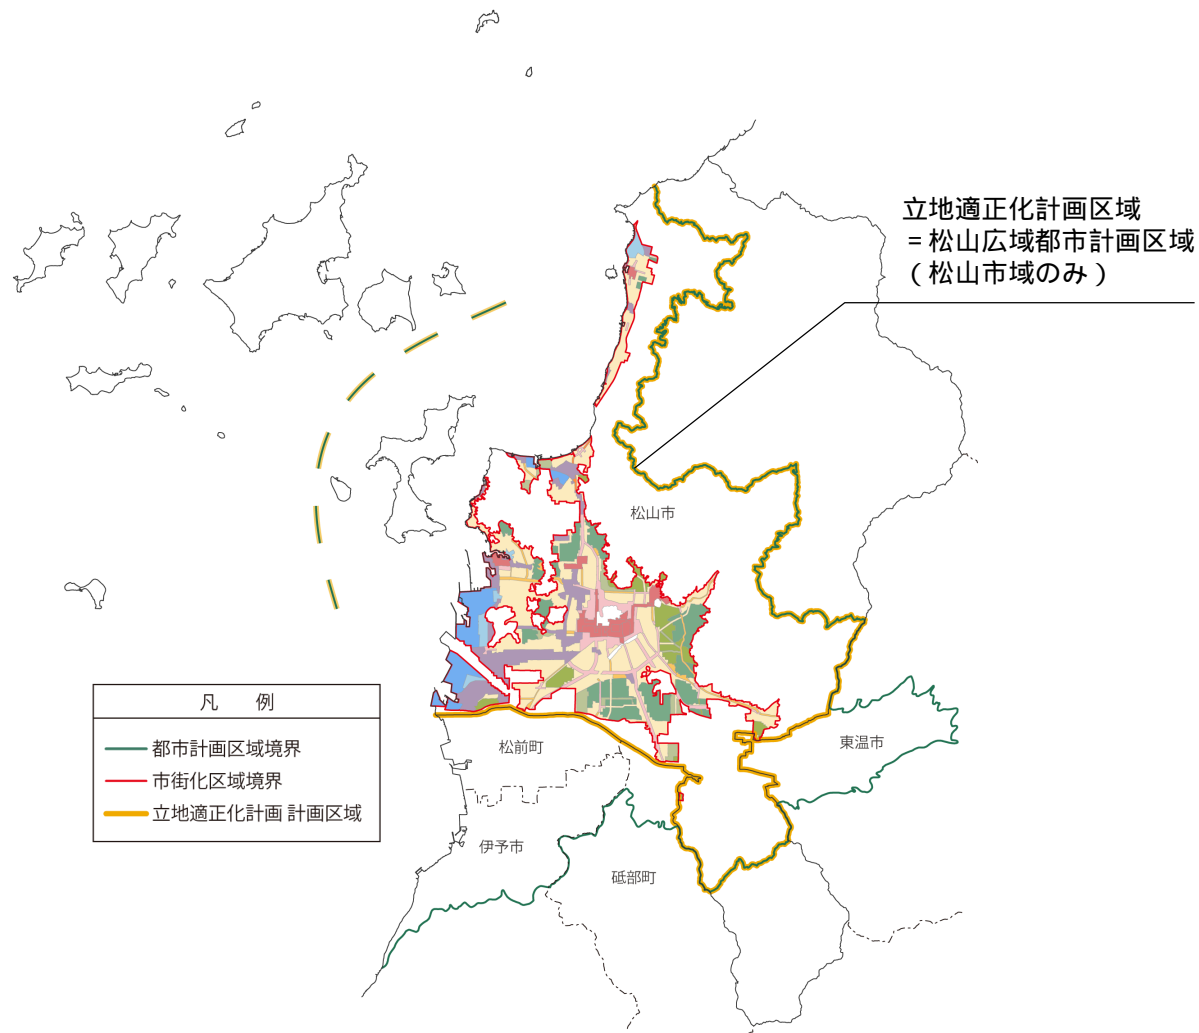 立地適正化計画区域
=松山広域都市計画区域
(松山市域のみ)
松山市
凡 例
都市計画区域境界
市街化区域境界
立地適正化計画 計画区域
松前町
東温市
伊予市
砥部町